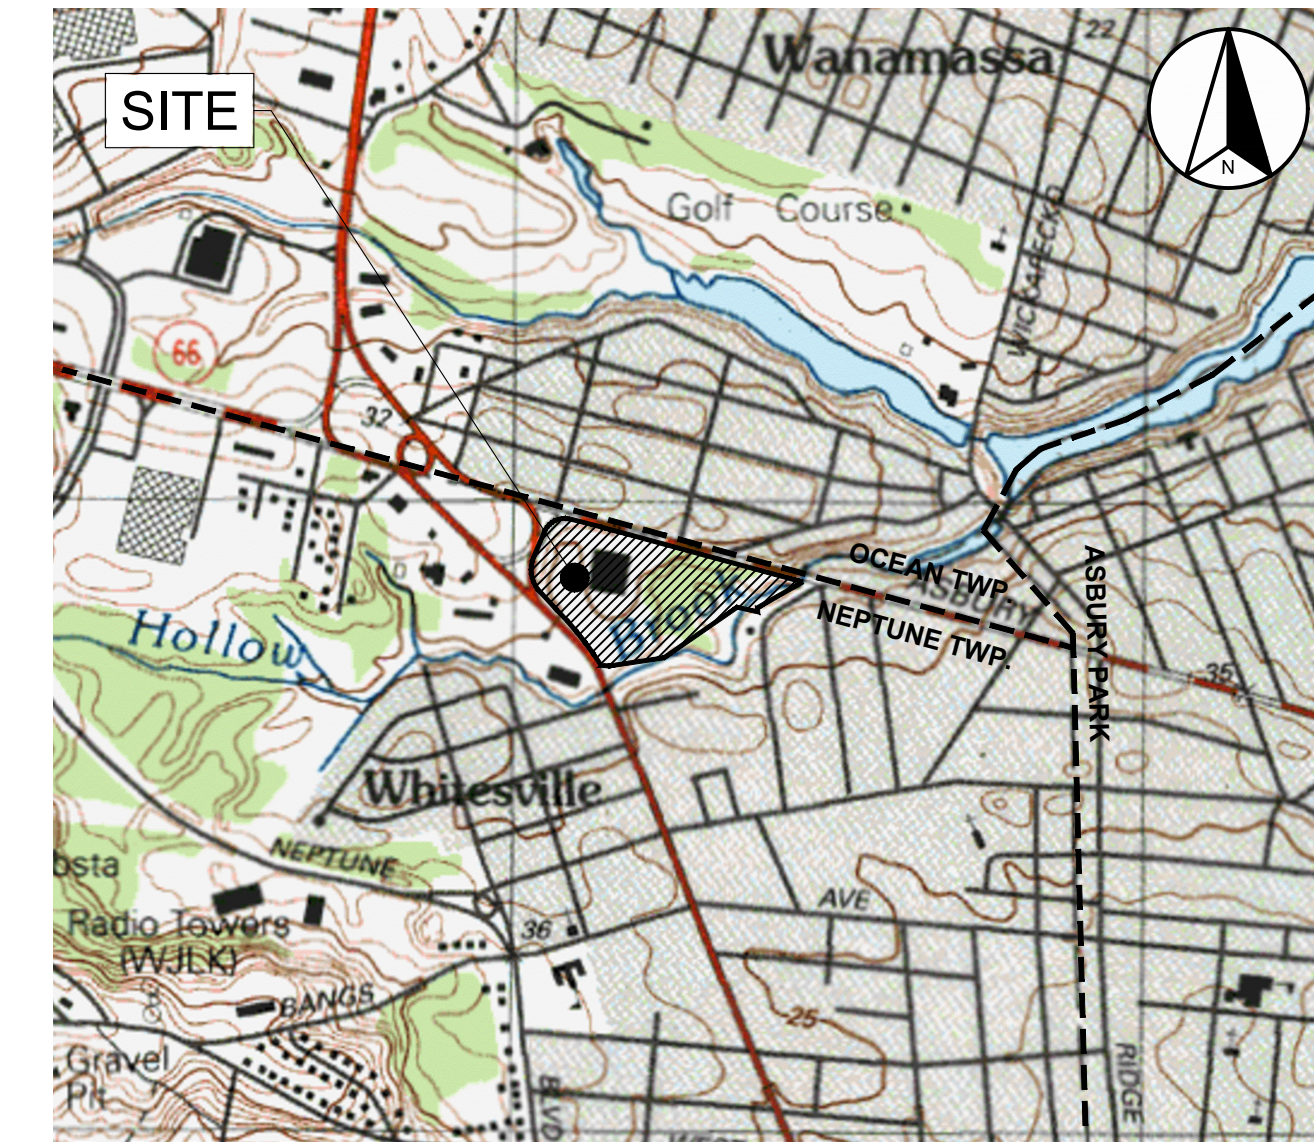 22
Wanamassa
SITE
N
Golf Course
WICKAPECKO
66
32
OCEAN TWP.
ASBURY
NEPTUNE TWP.
ASBURY PARK
Brook
Hollow
35
Whitesville
NEPTUNE
AVE
osta
Radio Towers
(WJLK)
36
BANGS
25
Gravel
Pit
RIDGE
BLVD